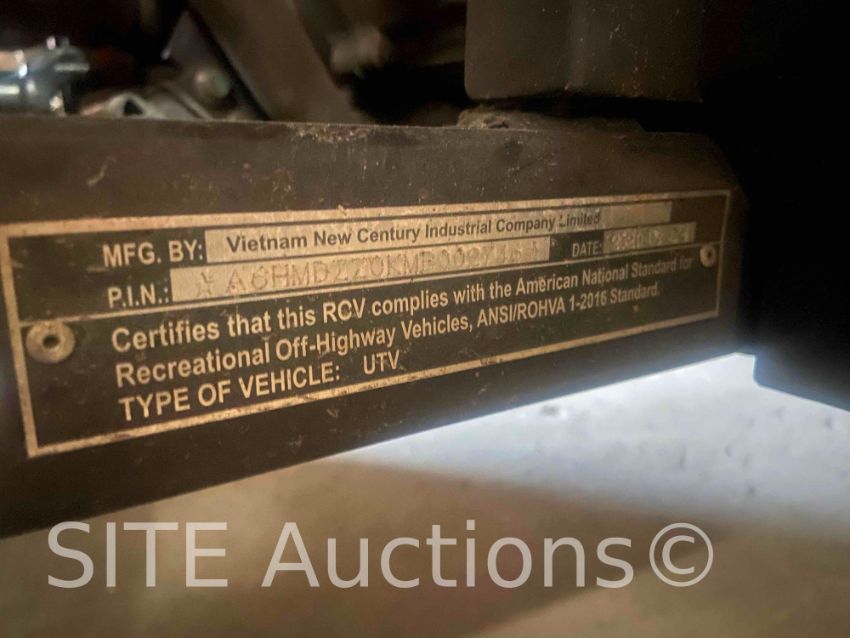 MFG. BY: Vietnam New Century Industrial Company Limited
P.I.N.: DATE:
Certifies that this RCV complies with the American National Standard for
Recreational Off-Highway Vehicles, ANSI/ROHVA 1-2016 Standard.
TYPE OF VEHICLE: UTV
SITE Auctions©